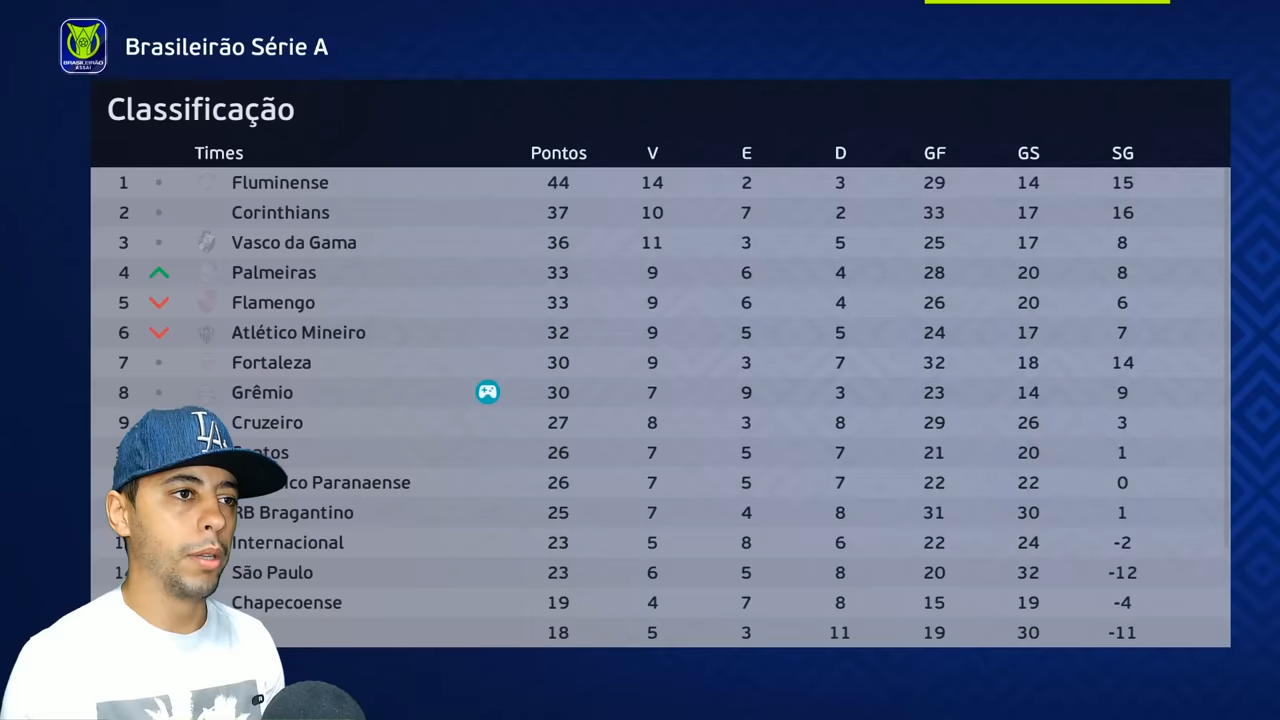 BRASILEIRÃO
ASSAÍ
Brasileirão Série A
Classificação
Times Pontos V E D GF GS SG
1 Fluminense 44 14 2 3 29 14 15
2 Corinthians 37 10 7 2 33 17 16
3 Vasco da Gama 36 11 3 5 25 17 8
4 Palmeiras 33 9 6 4 28 20 8
5 Flamengo 33 9 6 4 26 20 6
6 Atlético Mineiro 32 9 5 5 24 17 7
7 Fortaleza 30 9 3 7 32 18 14
8 Grêmio 30 7 9 3 23 14 9
9 Cruzeiro 27 8 3 8 29 26 3
26 7 5 7 21 20 1
Paranaense 26 7 5 7 22 22 0
RB Bragantino 25 7 4 8 31 30 1
Internacional 23 5 8 6 22 24 -2
São Paulo 23 6 5 8 20 32 -12
Chapecoense 19 4 7 8 15 19 -4
18 5 3 11 19 30 -11
LA